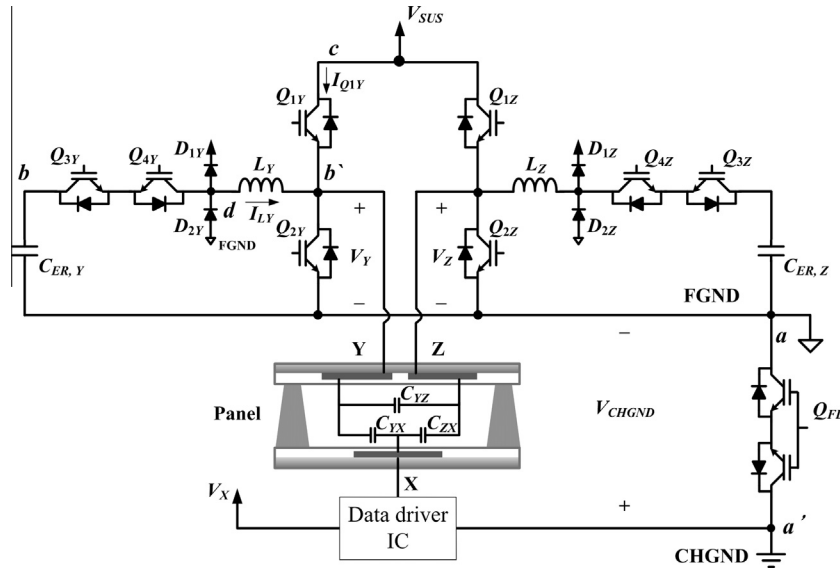 V_SUS
c
I_Q1Y
Q_1Y
Q_1Z
Q_3Y
Q_4Y
D_1Y
L_Y
b`
L_Z
D_1Z
Q_4Z
Q_3Z
b
d
I_LY
+
+
D_2Y
FGND
Q_2Y
V_Y
V_Z
Q_2Z
D_2Z
C_ER, Y
C_ER, Z
−
−
FGND
Y
Z
−
a
Panel
C_YZ
C_YX
C_ZX
V_CHGND
X
V_X
Data driver
IC
+
a′
CHGND